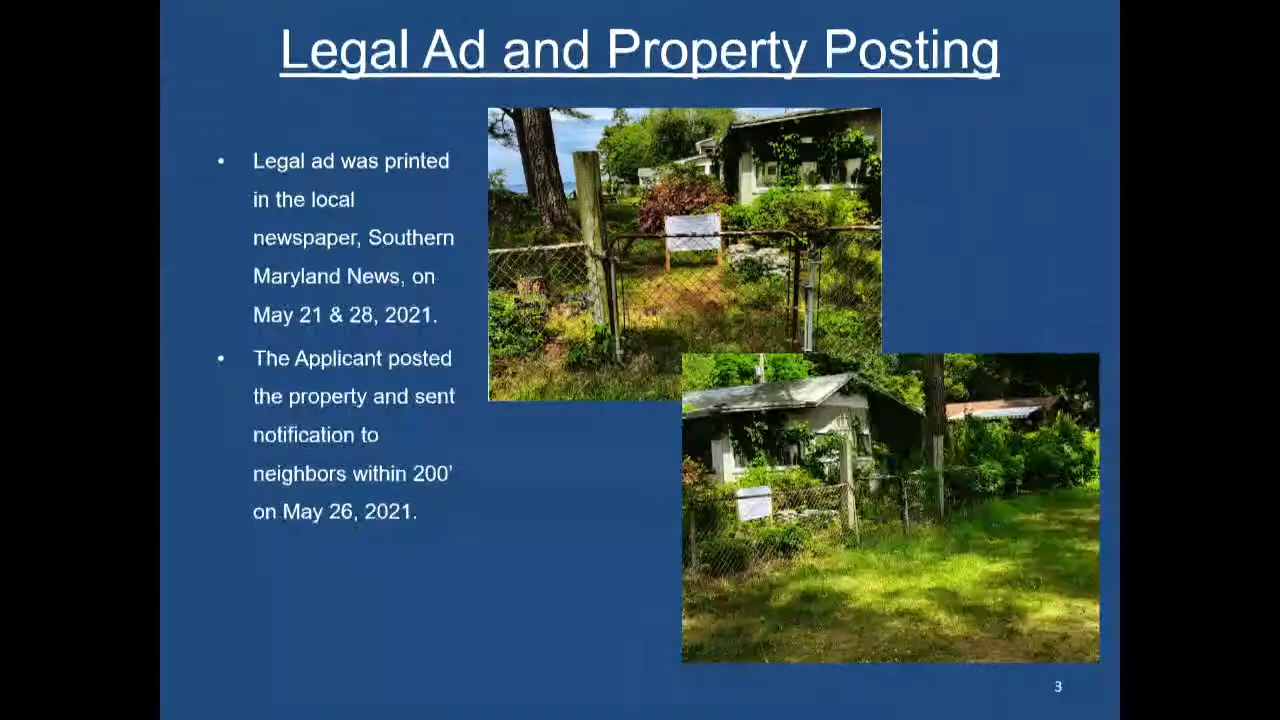 Legal Ad and Property Posting
• Legal ad was printed
in the local
newspaper, Southern
Maryland News, on
May 21 & 28, 2021.
• The Applicant posted
the property and sent
notification to
neighbors within 200’
on May 26, 2021.
3